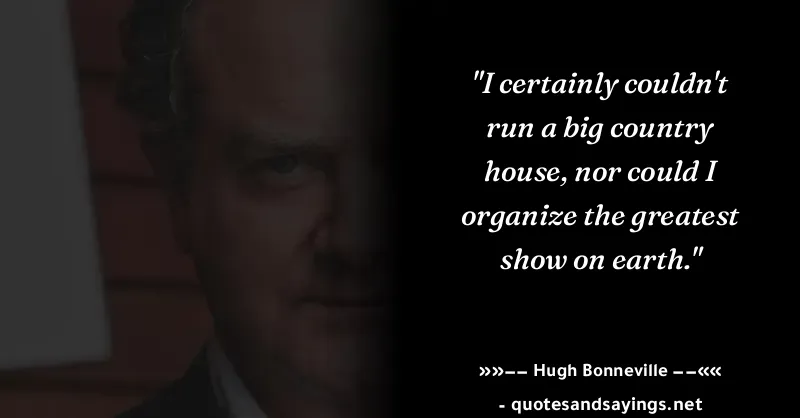 "I certainly couldn't
run a big country
house, nor could I
organize the greatest
show on earth."
»»−− Hugh Bonneville −−««
- quotesandsayings.net